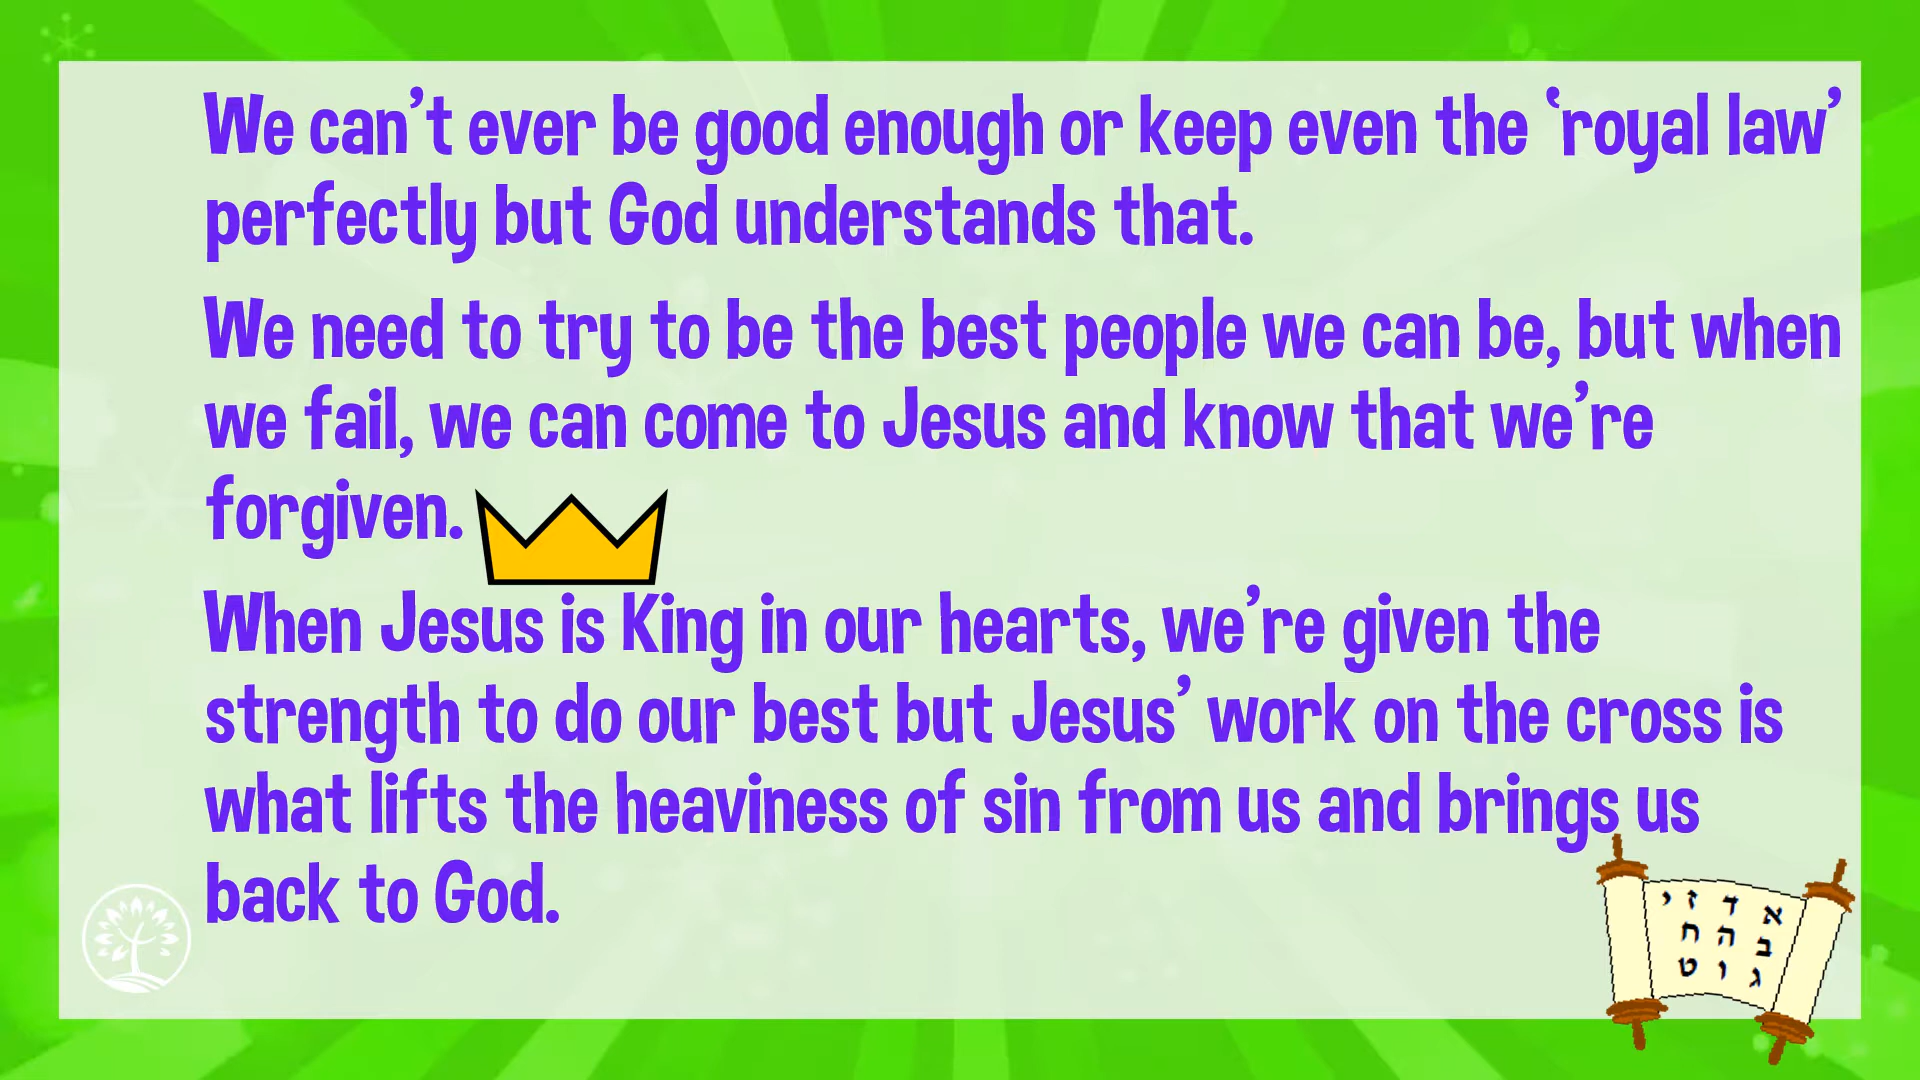 We can’t ever be good enough or keep even the ‘royal law’
perfectly but God understands that.
We need to try to be the best people we can be, but when
we fail, we can come to Jesus and know that we’re
forgiven.
When Jesus is King in our hearts, we’re given the
strength to do our best but Jesus’ work on the cross is
what lifts the heaviness of sin from us and brings us
back to God.
א ד ז י
ב ה ח
ג ו ט